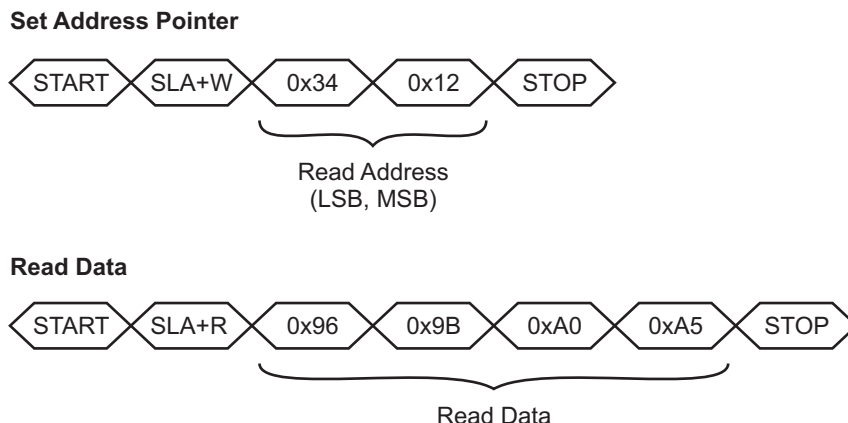 Set Address Pointer
START SLA+W 0x34 0x12 STOP
Read Address
(LSB, MSB)
Read Data
START SLA+R 0x96 0x9B 0xA0 0xA5 STOP
Read Data